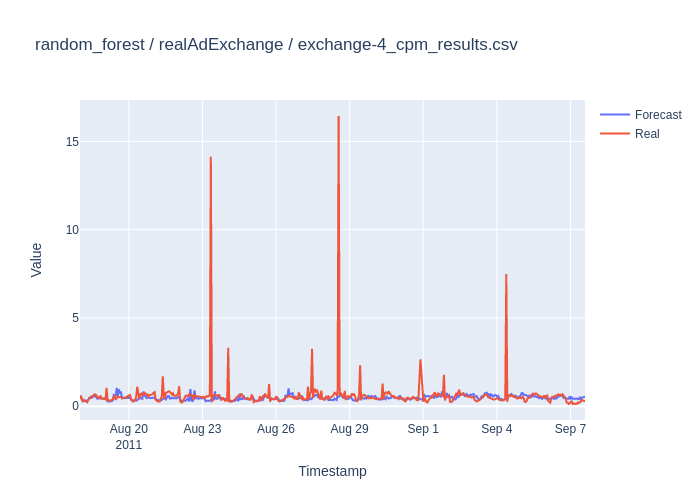 random_forest / realAdExchange / exchange-4_cpm_results.csv
Forecast
Real
15
10
5
0
Value
Aug 20
2011
Aug 23
Aug 26
Aug 29
Sep 1
Sep 4
Sep 7
Timestamp